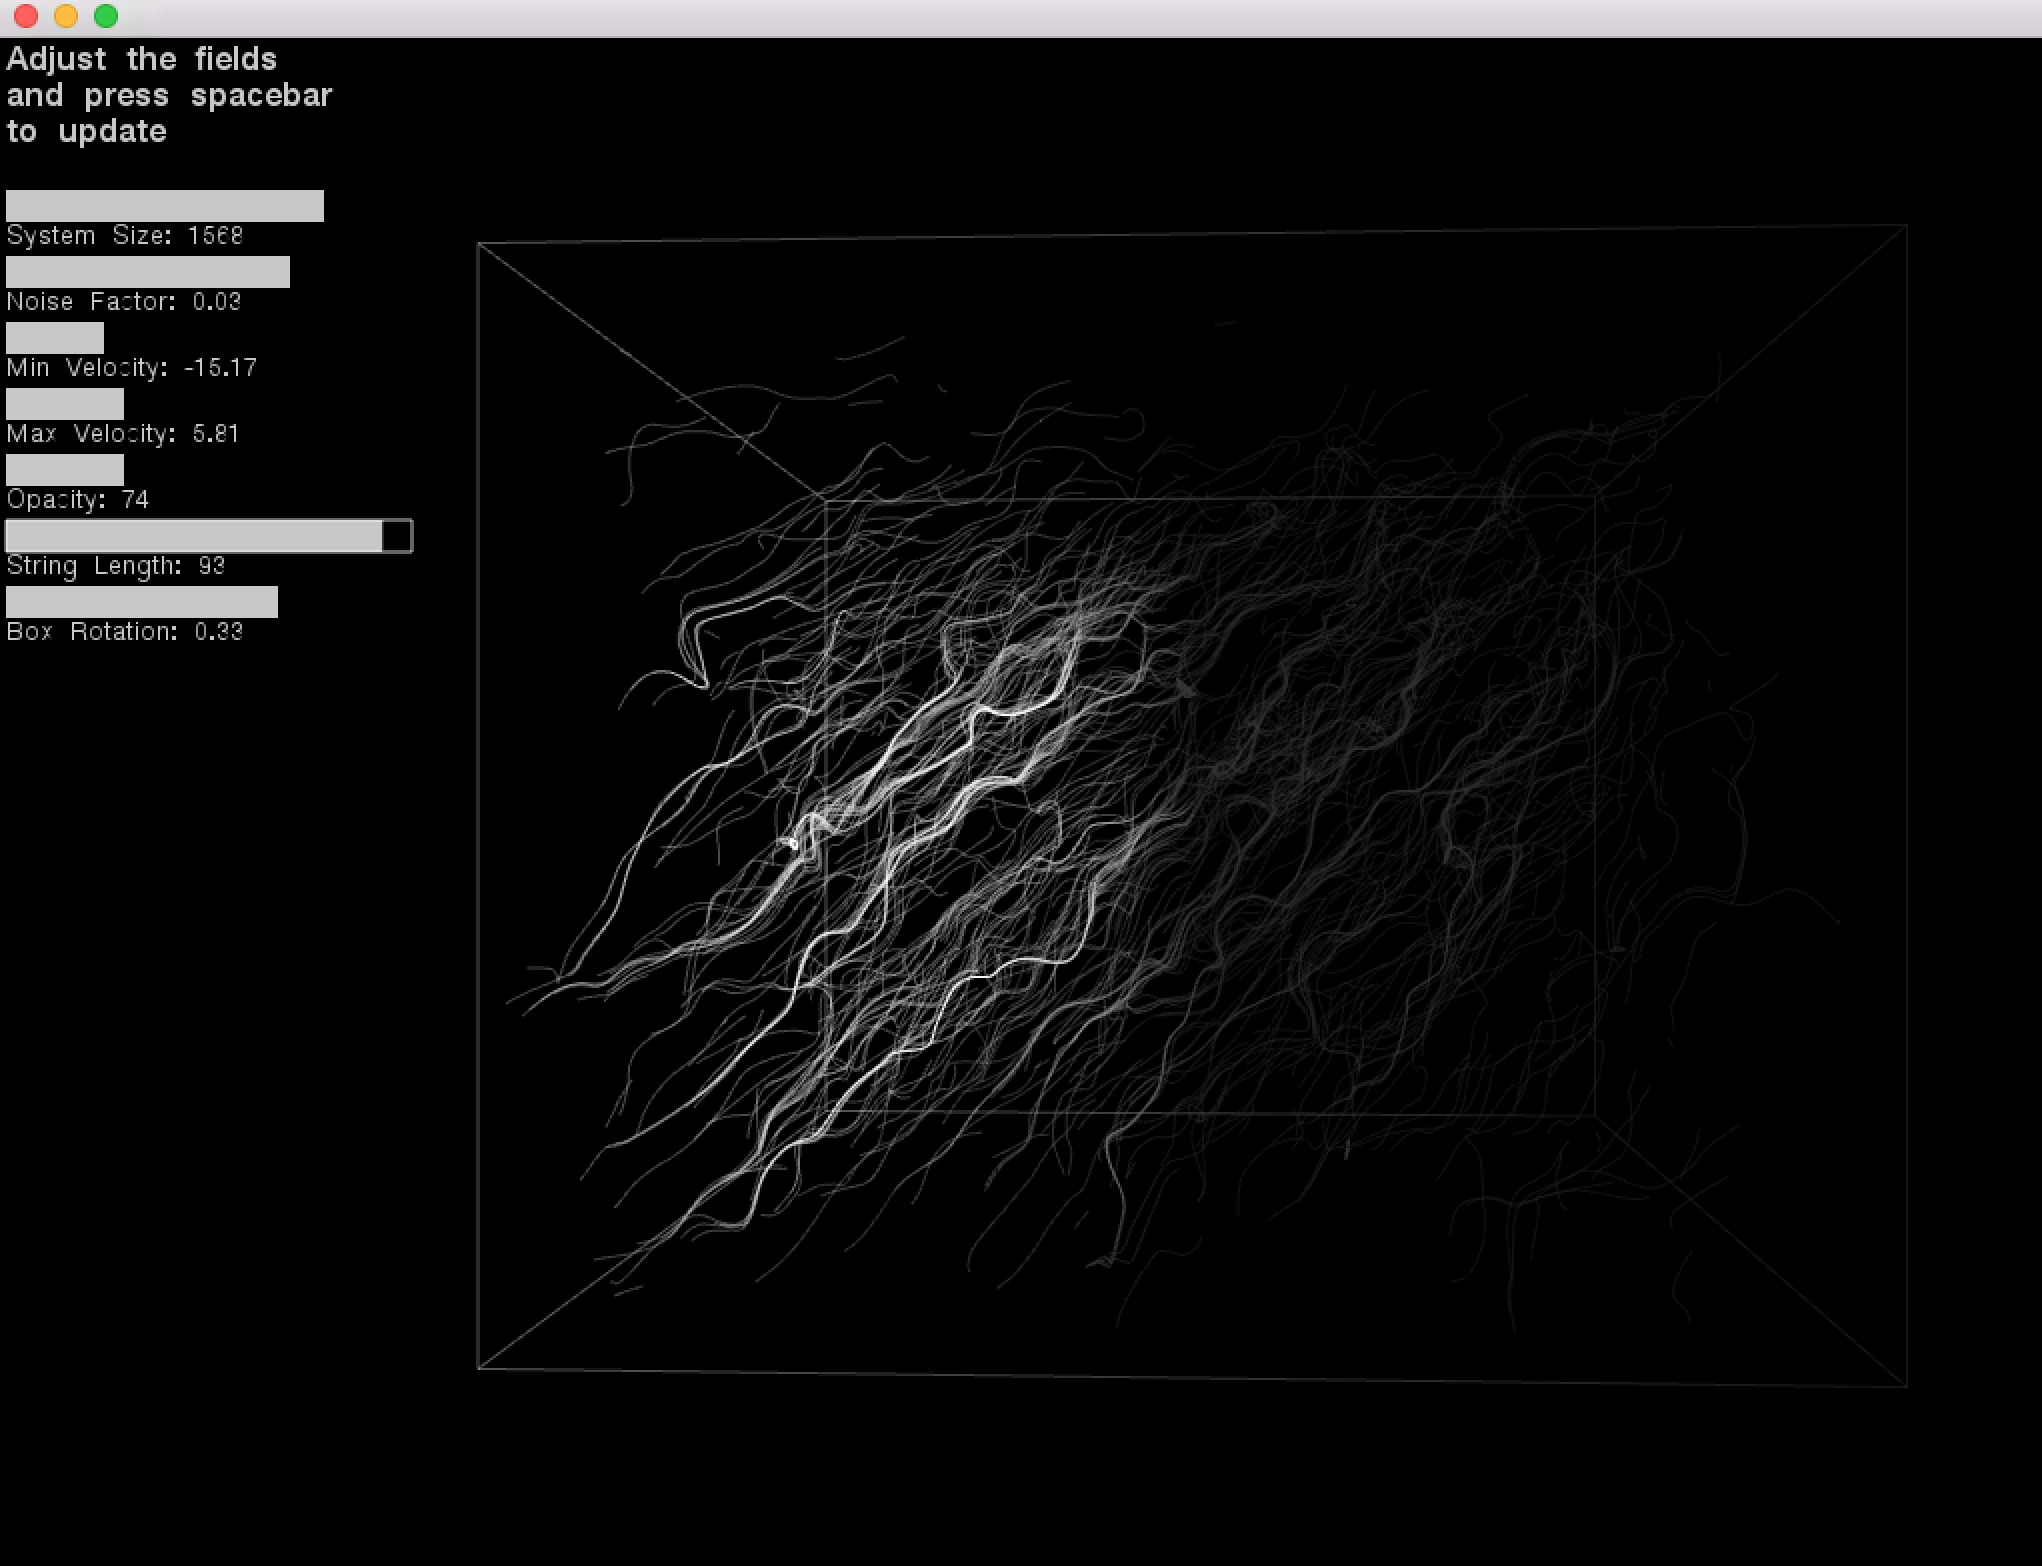 Adjust the fields
and press spacebar
to update
System Size: 1568
Noise Factor: 0.03
Min Velocity: -15.17
Max Velocity: 5.81
Opacity: 74
String Length: 93
Box Rotation: 0.33